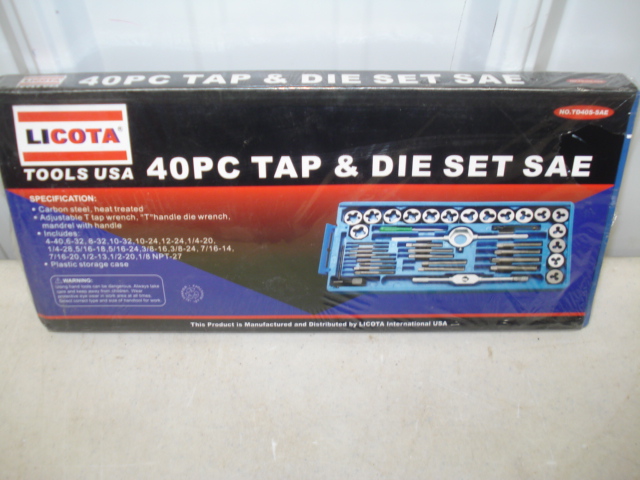 40PC TAP & DIE SET SAE
LICOTA
TOOLS USA
40PC TAP & DIE SET SAE
SPECIFICATION:
• Carbon steel, heat treated
• Adjustable T tap wrench, "T"handle die wrench,
mandrel with handle
• Includes:
4-40,6-32, 8-32,10-32,10-24,12-24,1/4-20,
1/4-28,5/16-18,5/16-24,3/8-16,3/8-24, 7/16-14,
7/16-20,1/2-13,1/2-20,1/8 NPT-27
• Plastic storage case
WARNING:
This Product is Manufactured and Distributed by LICOTA International USA